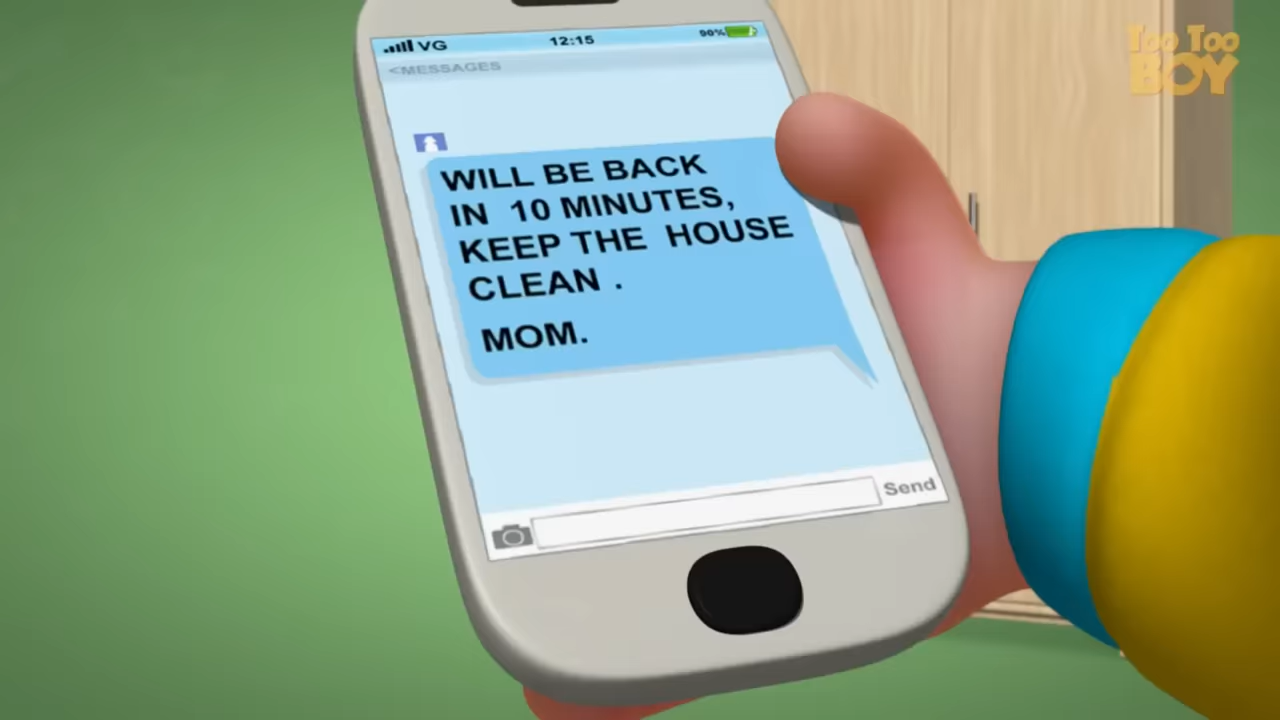 VG 12:15 90%
<MESSAGES
WILL BE BACK
IN 10 MINUTES,
KEEP THE HOUSE
CLEAN .
MOM.
Send
Too Too
BOY